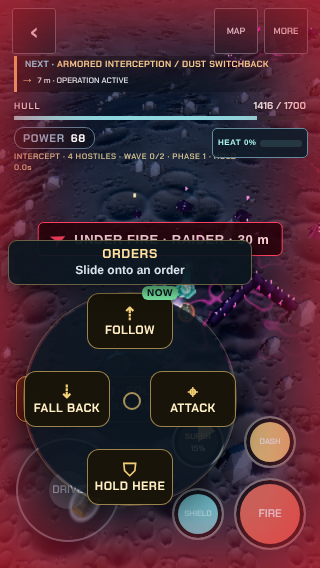 ‹
MAP
MORE
NEXT · ARMORED INTERCEPTION / DUST SWITCHBACK
→ 7 m · OPERATION ACTIVE
HULL
1416 / 1700
POWER 68
HEAT 0%
INTERCEPT · 4 HOSTILES · WAVE 0/2 · PHASE 1 ·
0.0s
UNDER FIRE · RAIDER · 30 m
ORDERS
Slide onto an order
NOW
FOLLOW
FALL BACK
ATTACK
HOLD HERE
15%
DASH
DRIVE
SHIELD
FIRE